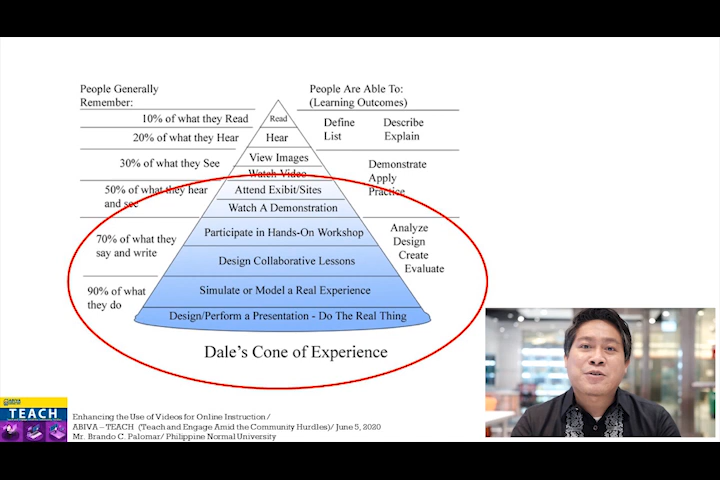 People Generally
Remember:
People Are Able To:
(Learning Outcomes)
10% of what they Read
Read
Define
Describe
List
Explain
20% of what they Hear
Hear
30% of what they See
View Images
Demonstrate
Apply
Practice
Watch Video
50% of what they hear
and see
Attend Exibit/Sites
Watch A Demonstration
70% of what they
say and write
Participate in Hands-On Workshop
Analyze
Design
Create
Evaluate
Design Collaborative Lessons
90% of what
they do
Simulate or Model a Real Experience
Design/Perform a Presentation - Do The Real Thing
Dale's Cone of Experience
ABIVA
TEACH
Enhancing the Use of Videos for Online Instruction/
ABIVA – TEACH (Teach and Engage Amid the Community Hurdles)/ June 5, 2020
Mr. Brando C. Palomar/ Philippine Normal University